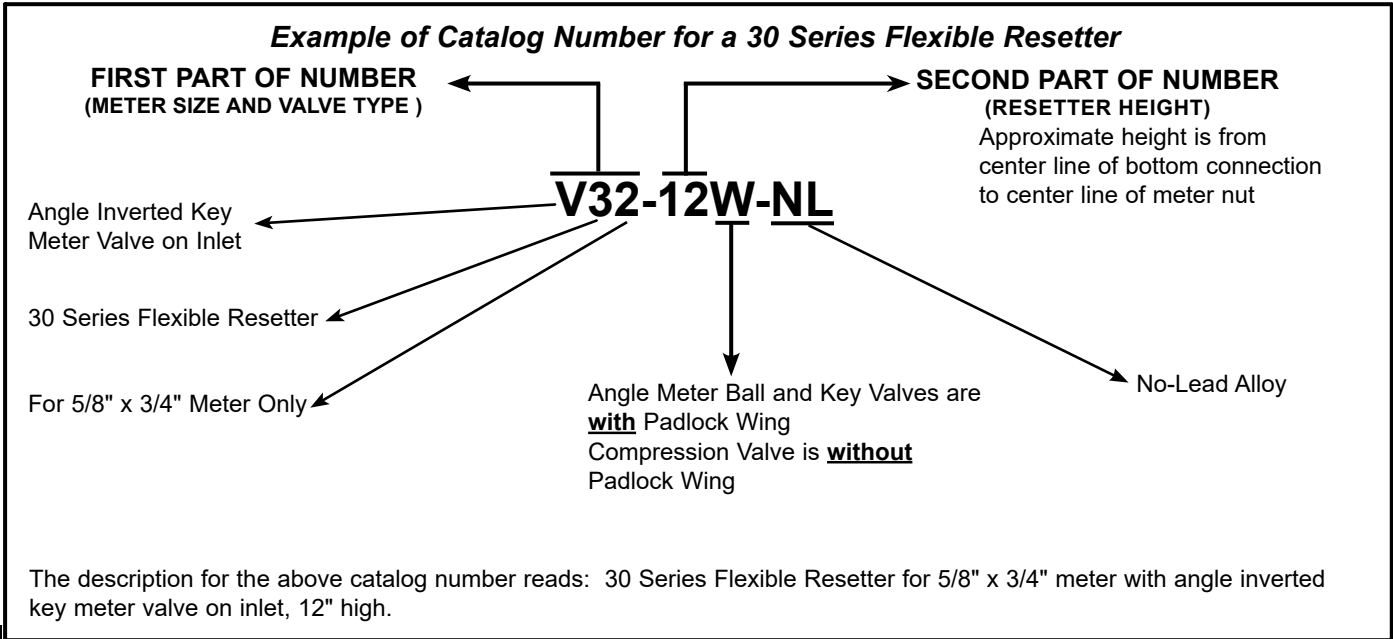 Example of Catalog Number for a 30 Series Flexible Resetter
FIRST PART OF NUMBER
(METER SIZE AND VALVE TYPE )
SECOND PART OF NUMBER
(RESETTER HEIGHT)
Approximate height is from
center line of bottom connection
to center line of meter nut
V32-12W-NL
Angle Inverted Key
Meter Valve on Inlet
30 Series Flexible Resetter
For 5/8" x 3/4" Meter Only
Angle Meter Ball and Key Valves are
with Padlock Wing
Compression Valve is without
Padlock Wing
No-Lead Alloy
The description for the above catalog number reads: 30 Series Flexible Resetter for 5/8" x 3/4" meter with angle inverted
key meter valve on inlet, 12" high.